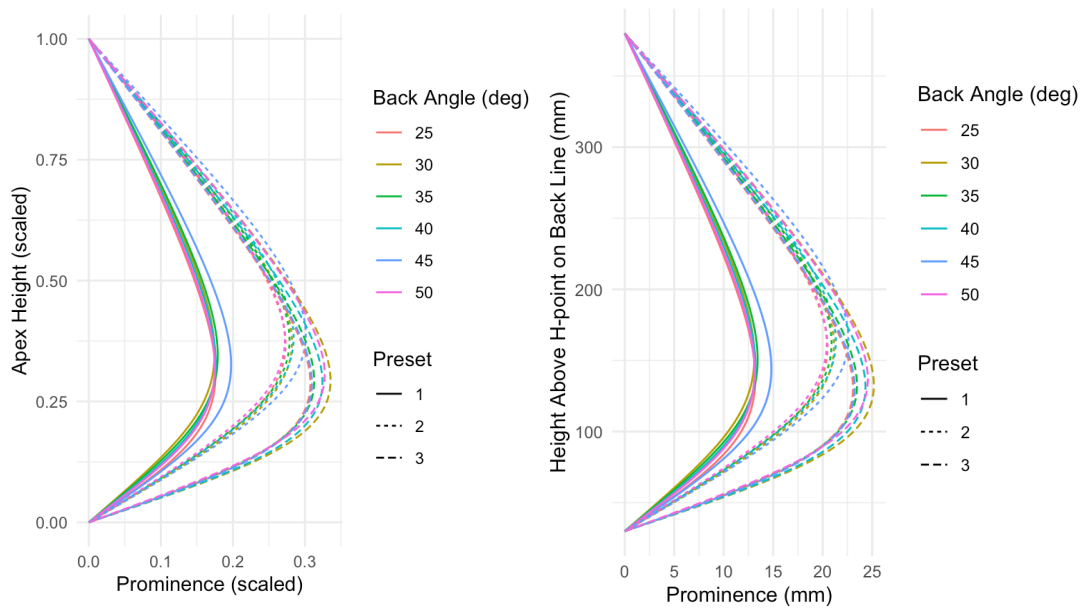 Apex Height (scaled)
1.00
0.75
0.50
0.25
0.00
0.0 0.1 0.2 0.3
Prominence (scaled)
Back Angle (deg)
25
30
35
40
45
50
Preset
1
2
3
Height Above H-point on Back Line (mm)
300
200
100
0 5 10 15 20 25
Prominence (mm)
Back Angle (deg)
25
30
35
40
45
50
Preset
1
2
3